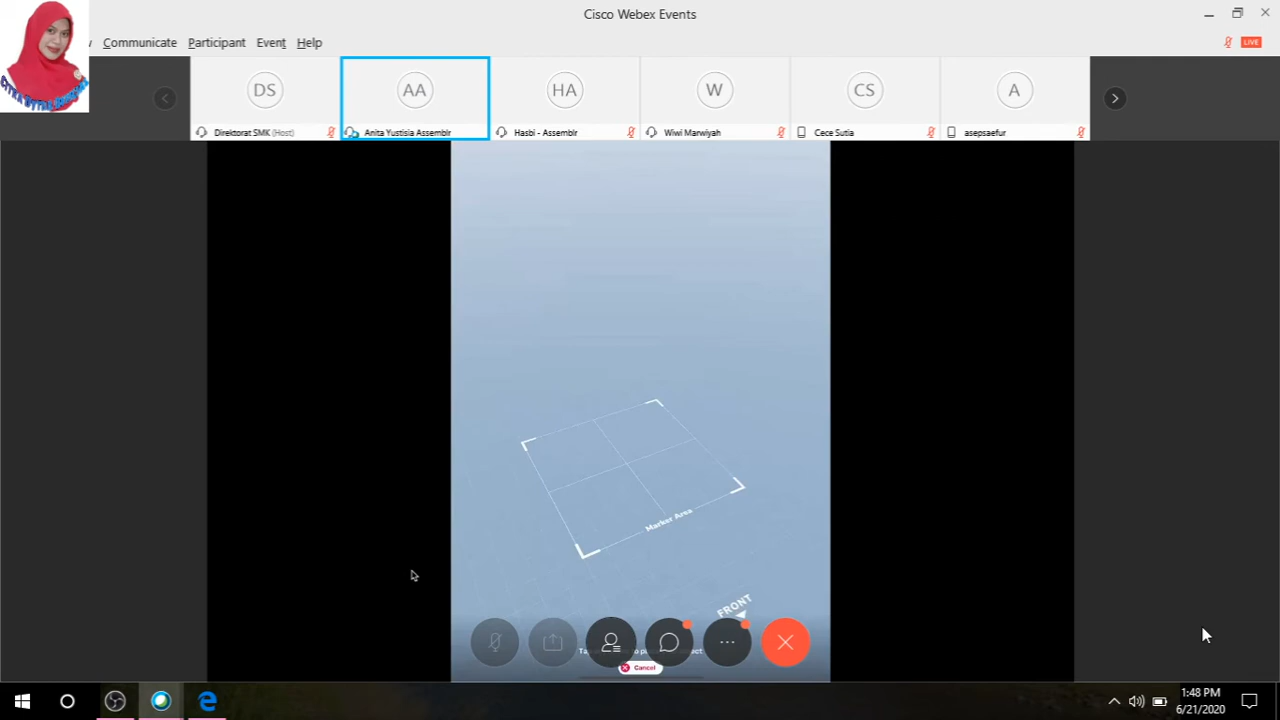 Cisco Webex Events
Communicate Participant Event Help
LIVE
DS AA HA W CS A
Direktorat SMK (Host) Anita Yustisia Assemblr Hasbi - Assemblr Wiwi Marwiyah Cece Sutia asepsaefur
Marker Area
FRONT
Cancel
1:48 PM
6/21/2020